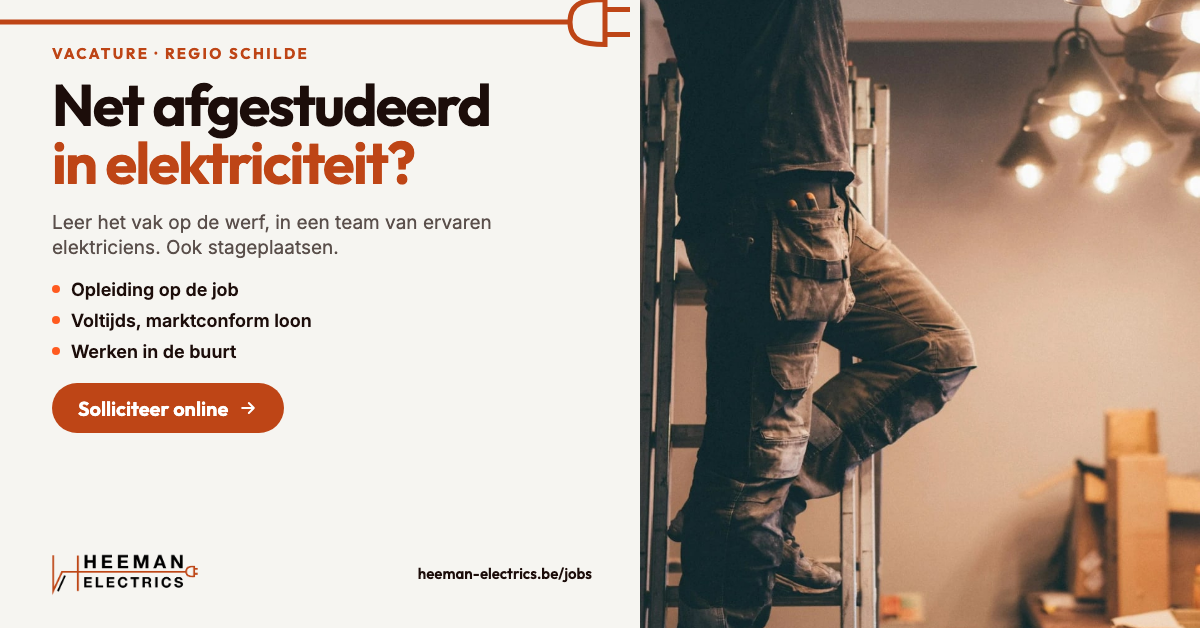 VACATURE · REGIO SCHILDE
Net afgestudeerd
in elektriciteit?
Leer het vak op de werf, in een team van ervaren
elektriciens. Ook stageplaatsen.
Opleiding op de job
Voltijds, marktconform loon
Werken in de buurt
Solliciteer online →
HEEMAN
ELECTRICS
heeman-electrics.be/jobs